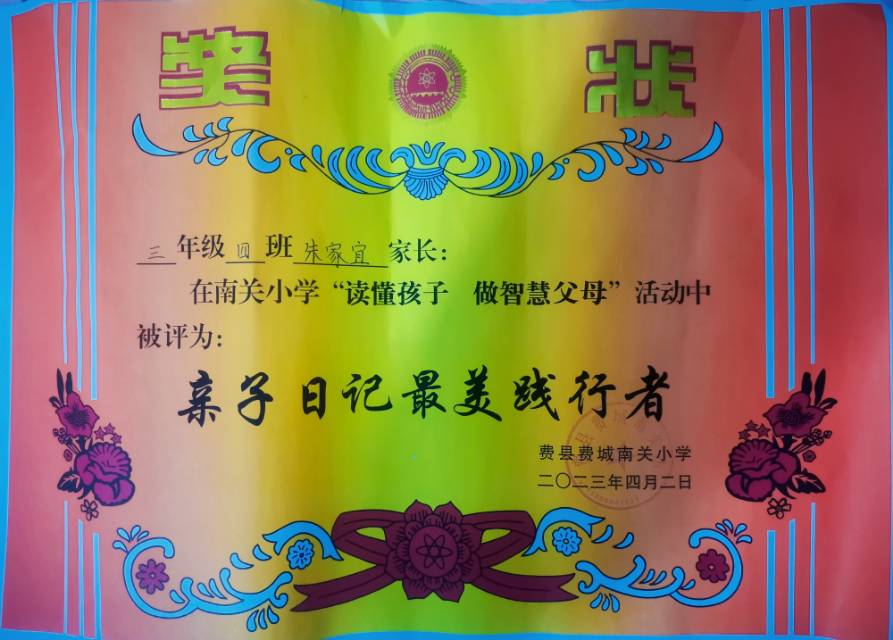 奖状
三年级四班朱家宜家长：
在南关小学“读懂孩子 做智慧父母”活动中
被评为：
亲子日记最美践行者
费县费城南关小学
二〇二三年四月二日